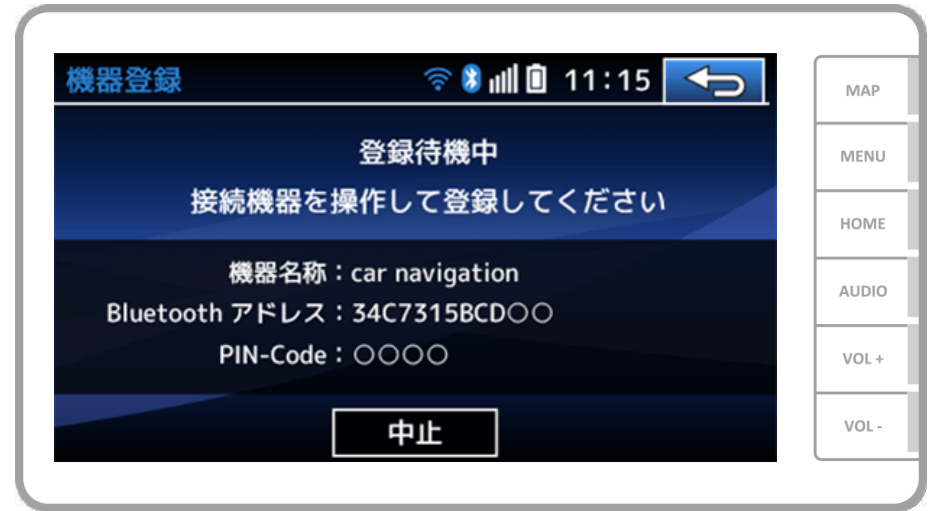 機器登録 11:15
登録待機中
接続機器を操作して登録してください
機器名称：car navigation
Bluetooth アドレス：34C7315BCD○○
PIN-Code：○○○○
中止
MAP
MENU
HOME
AUDIO
VOL +
VOL -